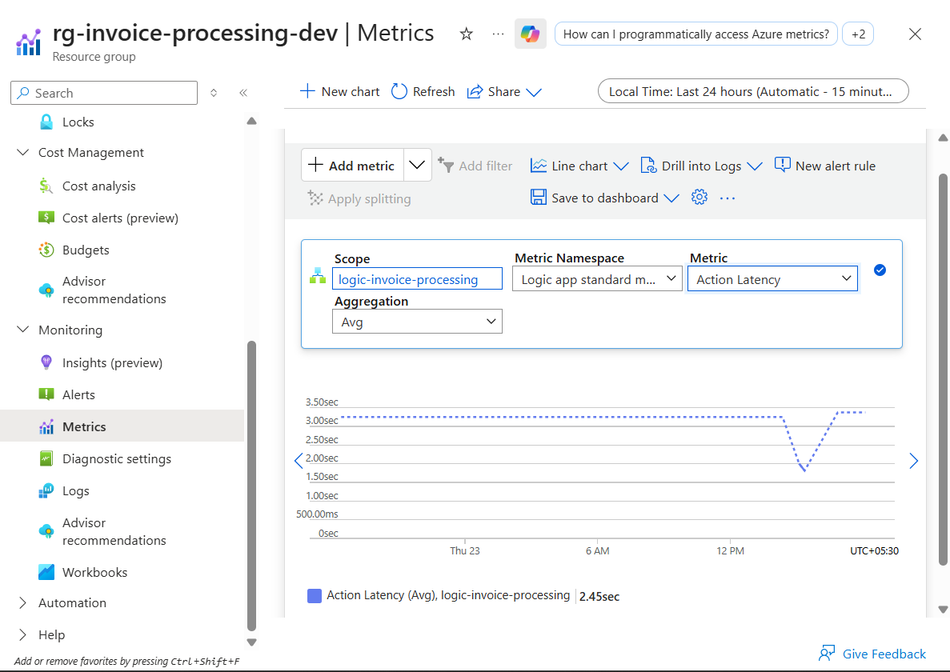 rg-invoice-processing-dev | Metrics
Resource group
How can I programmatically access Azure metrics?
+2
Search
Locks
Cost Management
Cost analysis
Cost alerts (preview)
Budgets
Advisor
recommendations
Monitoring
Insights (preview)
Alerts
Metrics
Diagnostic settings
Logs
Advisor
recommendations
Workbooks
Automation
Help
Add or remove favorites by pressing Ctrl+Shift+F
New chart
Refresh
Share
Local Time: Last 24 hours (Automatic - 15 minut...
Add metric
Add filter
Line chart
Drill into Logs
New alert rule
Apply splitting
Save to dashboard
Scope
logic-invoice-processing
Metric Namespace
Logic app standard m...
Metric
Action Latency
Aggregation
Avg
3.50sec
3.00sec
2.50sec
2.00sec
1.50sec
1.00sec
500.00ms
0sec
Thu 23
6 AM
12 PM
UTC+05:30
Action Latency (Avg), logic-invoice-processing
2.45sec
Give Feedback